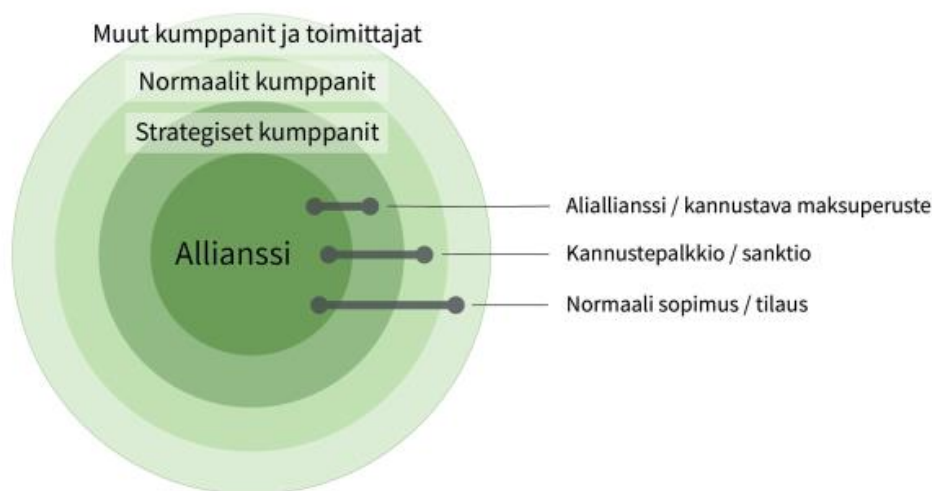 Muut kumppanit ja toimittajat
Normaalit kumppanit
Strategiset kumppanit
Allianssi
Aliallianssi / kannustava maksuperuste
Kannustepalkkio / sanktio
Normaali sopimus / tilaus